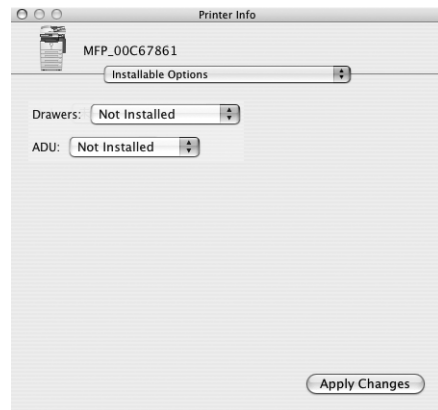 Printer Info
MFP_00C67861
Installable Options
Drawers: Not Installed
ADU: Not Installed
Apply Changes